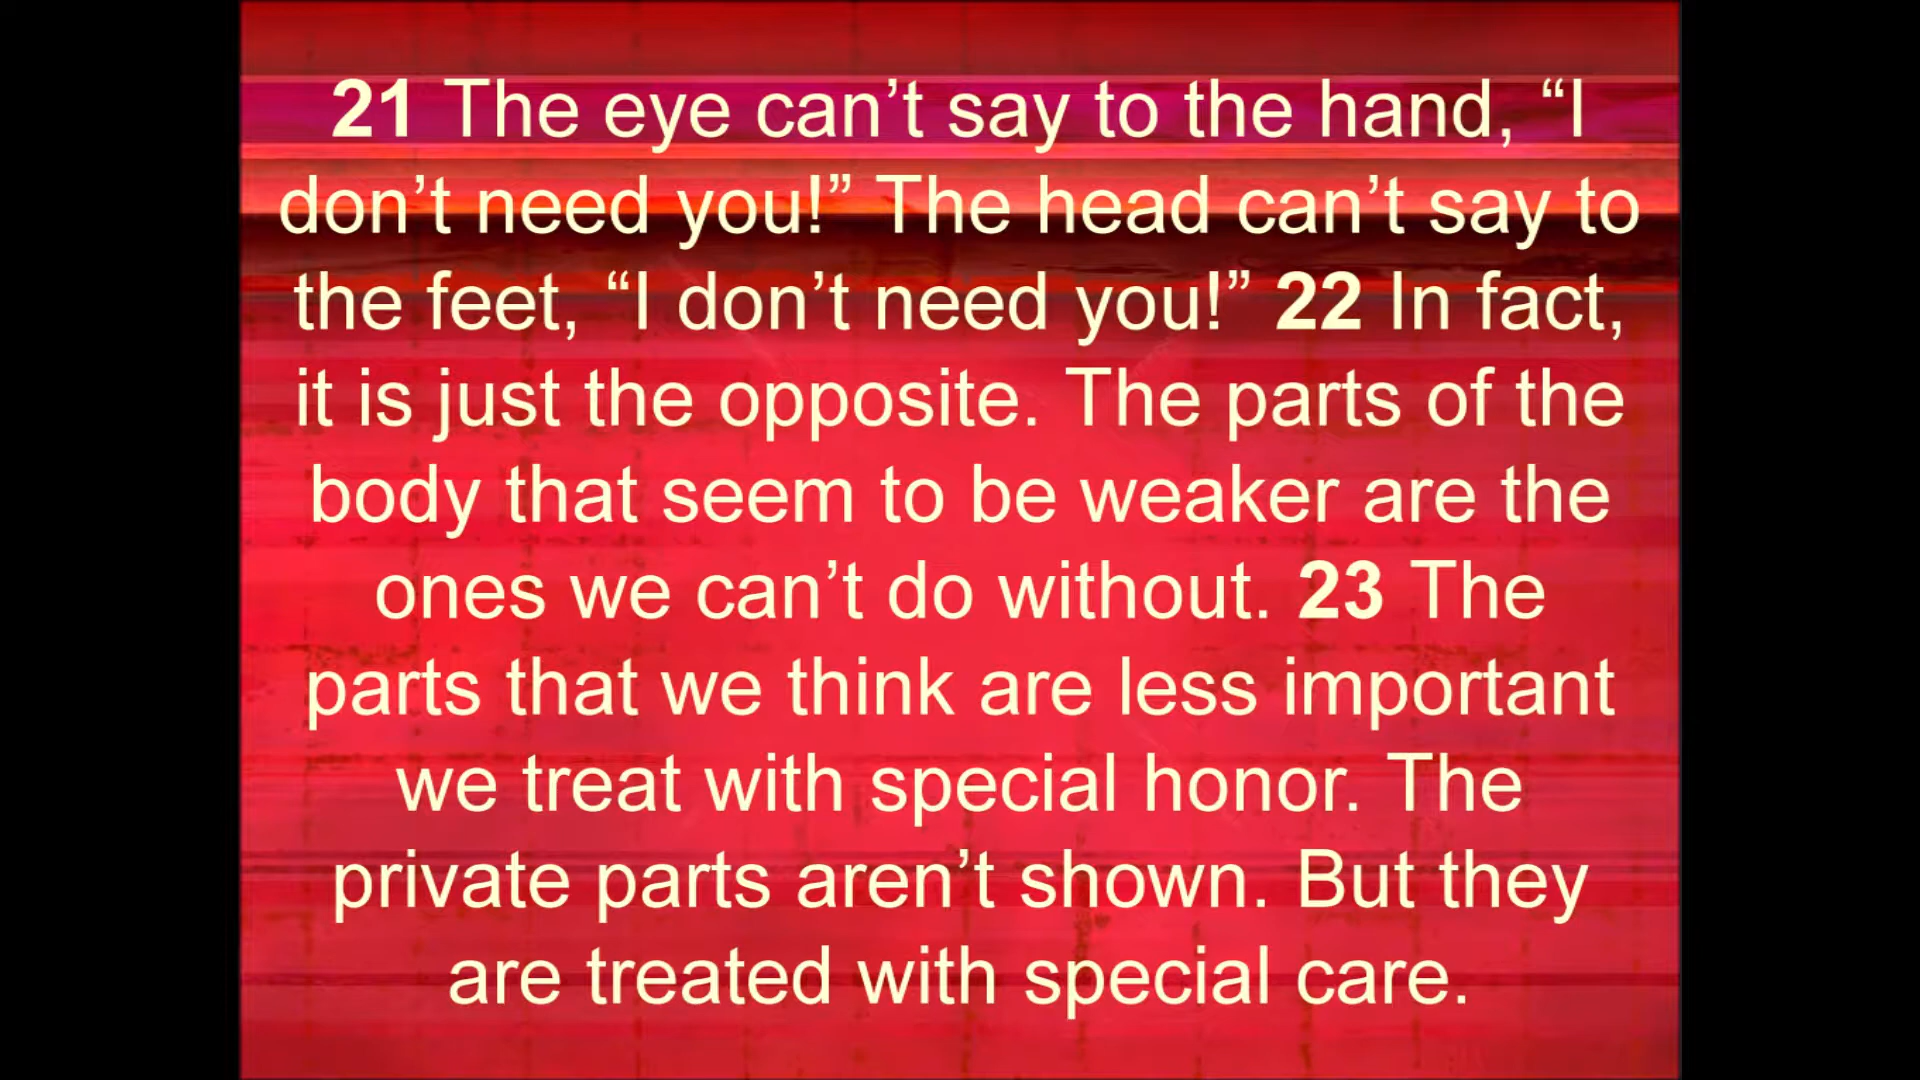 21 The eye can’t say to the hand, “I
don’t need you!” The head can’t say to
the feet, “I don’t need you!” 22 In fact,
it is just the opposite. The parts of the
body that seem to be weaker are the
ones we can’t do without. 23 The
parts that we think are less important
we treat with special honor. The
private parts aren’t shown. But they
are treated with special care.